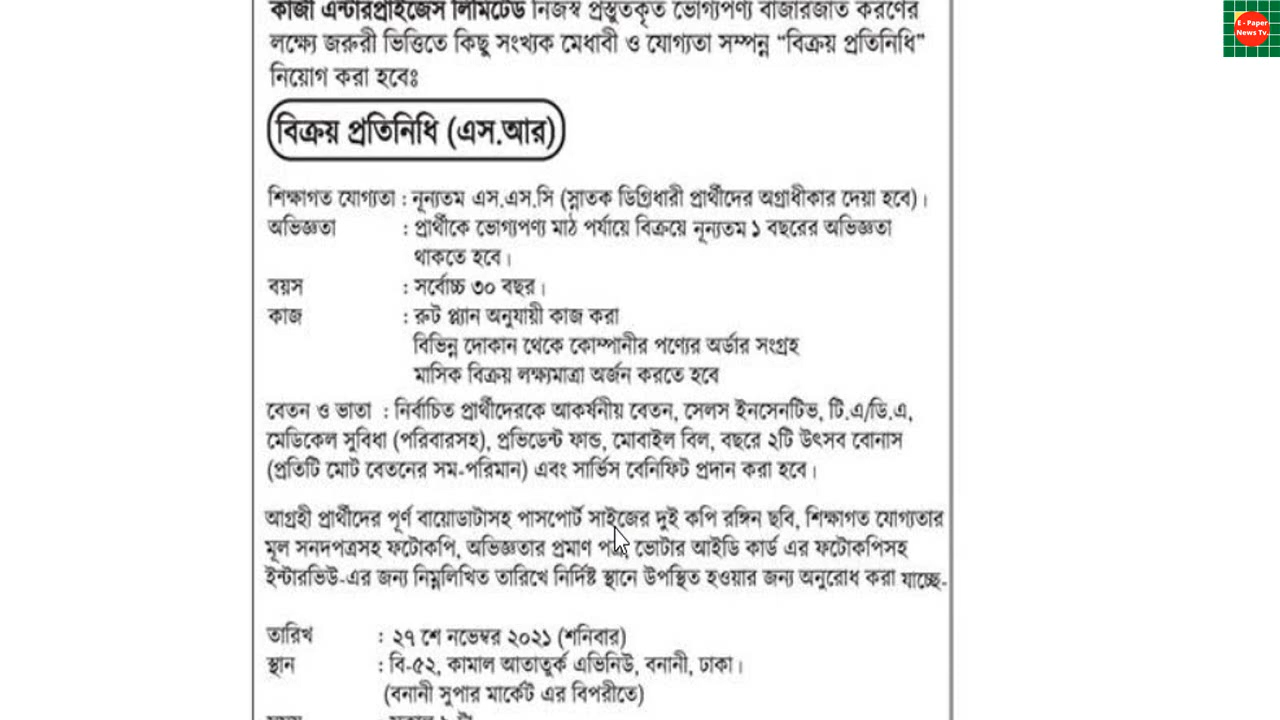 কাজী এন্টারপ্রাইজেস লিমিটেড নিজস্ব প্রস্তুতকৃত ভোগ্যপণ্য বাজারজাত করণের
লক্ষ্যে জরুরী ভিত্তিতে কিছু সংখ্যক মেধাবী ও যোগ্যতা সম্পন্ন “বিক্রয় প্রতিনিধি”
নিয়োগ করা হবেঃ
বিক্রয় প্রতিনিধি (এস.আর)
শিক্ষাগত যোগ্যতা : নূন্যতম এস.এস.সি (স্নাতক ডিগ্রিধারী প্রার্থীদের অগ্রাধীকার দেয়া হবে)।
অভিজ্ঞতা : প্রার্থীকে ভোগ্যপণ্য মাঠ পর্যায়ে বিক্রয়ে নূন্যতম ১ বছরের অভিজ্ঞতা
থাকতে হবে।
বয়স : সর্বোচ্চ ৩০ বছর।
কাজ : রুট প্ল্যান অনুযায়ী কাজ করা
বিভিন্ন দোকান থেকে কোম্পানীর পণ্যের অর্ডার সংগ্রহ
মাসিক বিক্রয় লক্ষ্যমাত্রা অর্জন করতে হবে
বেতন ও ভাতা : নির্বাচিত প্রার্থীদেরকে আকর্ষনীয় বেতন, সেলস ইনসেনটিভ, টি.এ/ডি.এ,
মেডিকেল সুবিধা (পরিবারসহ), প্রভিডেন্ট ফান্ড, মোবাইল বিল, বছরে ২টি উৎসব বোনাস
(প্রতিটি মোট বেতনের সম-পরিমান) এবং সার্ভিস বেনিফিট প্রদান করা হবে।
আগ্রহী প্রার্থীদের পূর্ণ বায়োডাটাসহ পাসপোর্ট সাইজের দুই কপি রঙ্গিন ছবি, শিক্ষাগত যোগ্যতার
মূল সনদপত্রসহ ফটোকপি, অভিজ্ঞতার প্রমাণ ভোটার আইডি কার্ড এর ফটোকপিসহ
ইন্টারভিউ-এর জন্য নিম্নলিখিত তারিখে নির্দিষ্ট স্থানে উপস্থিত হওয়ার জন্য অনুরোধ করা যাচ্ছে-
তারিখ : ২৭ শে নভেম্বর ২০২১ (শনিবার)
স্থান : বি-৫২, কামাল আতাতুর্ক এভিনিউ, বনানী, ঢাকা।
(বনানী সুপার মার্কেট এর বিপরীতে)
E - Paper
News Tv.